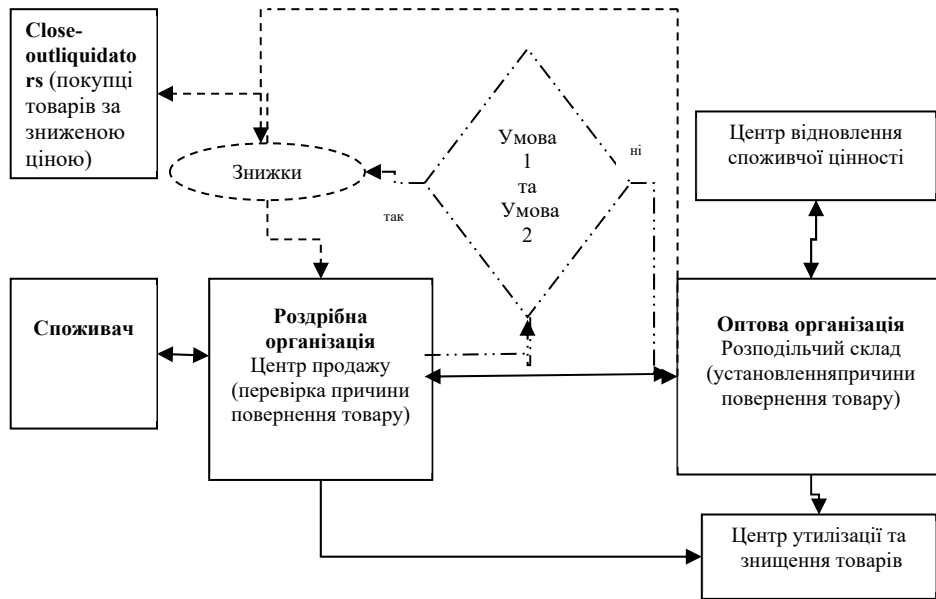 Close-
outliquidato
rs (покупці
товарів за
зниженою
ціною)
Знижки
так
Умова
1
та
Умова
2
ні
Центр відновлення
споживчої цінності
Споживач
Роздрібна
організація
Центр продажу
(перевірка причини
повернення товару)
Оптова організація
Розподільчий склад
(установленняпричини
повернення товару)
Центр утилізації та
знищення товарів